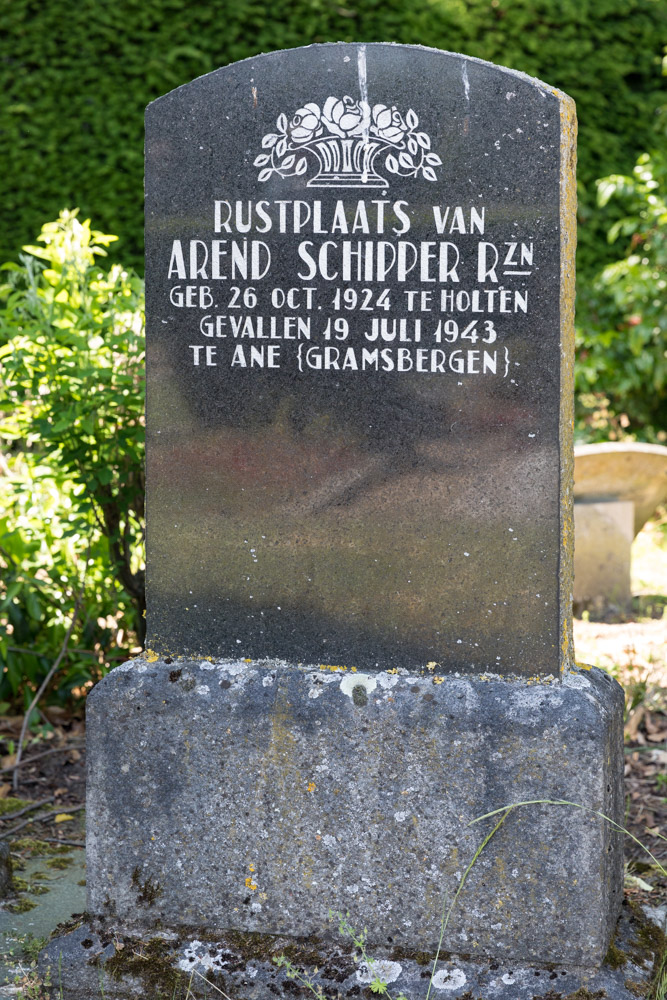 RUSTPLAATS VAN
AREND SCHIPPER RZN
GEB. 26 OCT. 1924 TE HOLTEN
GEVALLEN 19 JULI 1943
TE ANE {GRAMSBERGEN}